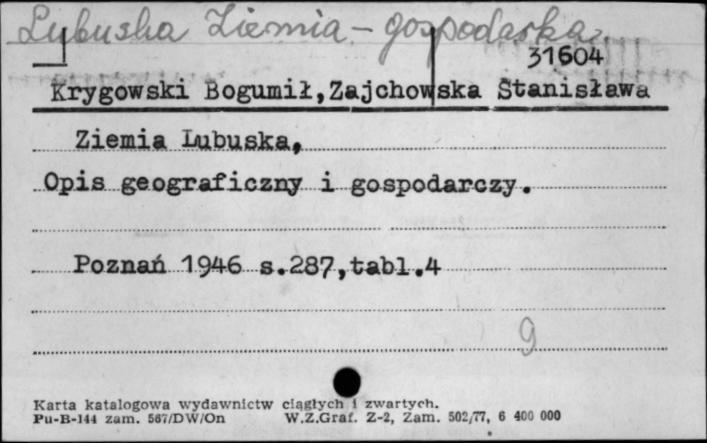 Lubuska Ziemia – gospodarka
31604
Krygowski Bogumił,Zajchowska Stanisława
Ziemia Lubuska,
Opis geograficzny i gospodarczy.
Poznań 1946 s.287,tabl.4
9
Karta katalogowa wydawnictw ciągłych i zwartych.
Pu-B-144 zam. 567/DW/On W.Z.Graf. Z-2, Zam. 502/77, 6 400 000